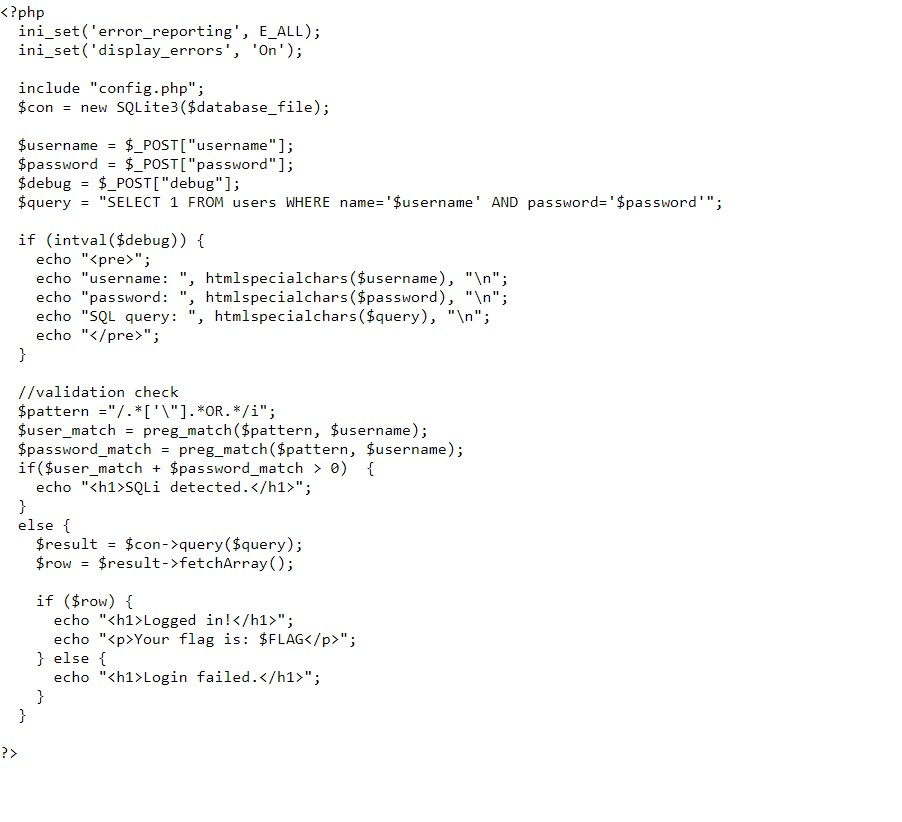 <?php
  ini_set('error_reporting', E_ALL);
  ini_set('display_errors', 'On');

  include "config.php";
  $con = new SQLite3($database_file);

  $username = $_POST["username"];
  $password = $_POST["password"];
  $debug = $_POST["debug"];
  $query = "SELECT 1 FROM users WHERE name='$username' AND password='$password'";

  if (intval($debug)) {
    echo "<pre>";
    echo "username: ", htmlspecialchars($username), "\n";
    echo "password: ", htmlspecialchars($password), "\n";
    echo "SQL query: ", htmlspecialchars($query), "\n";
    echo "</pre>";
  }

  //validation check
  $pattern ="/.*['\"].*OR.*/i";
  $user_match = preg_match($pattern, $username);
  $password_match = preg_match($pattern, $username);
  if($user_match + $password_match > 0)  {
    echo "<h1>SQLi detected.</h1>";
  }
  else {
    $result = $con->query($query);
    $row = $result->fetchArray();

    if ($row) {
      echo "<h1>Logged in!</h1>";
      echo "<p>Your flag is: $FLAG</p>";
    } else {
      echo "<h1>Login failed.</h1>";
    }
  }

?>